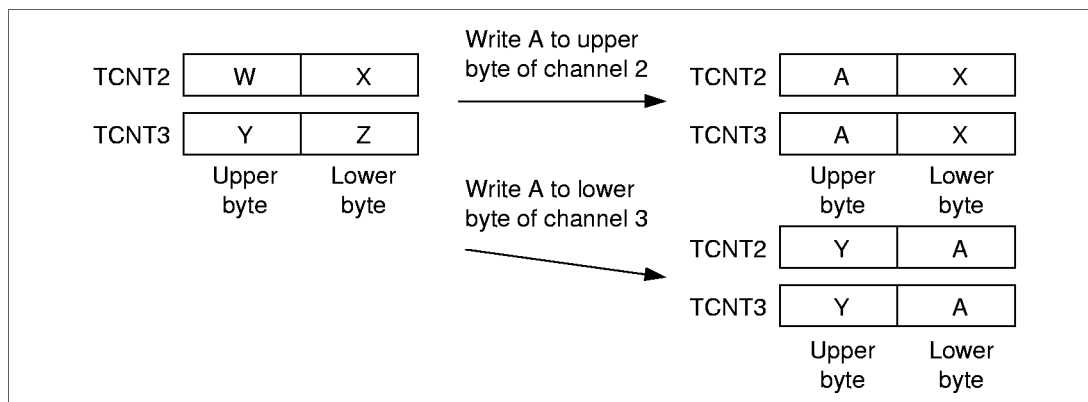 TCNT2 W X
TCNT3 Y Z
Upper byte
Lower byte
Write A to upper
byte of channel 2
TCNT2 A X
TCNT3 A X
Upper byte
Lower byte
Write A to lower
byte of channel 3
TCNT2 Y A
TCNT3 Y A
Upper byte
Lower byte